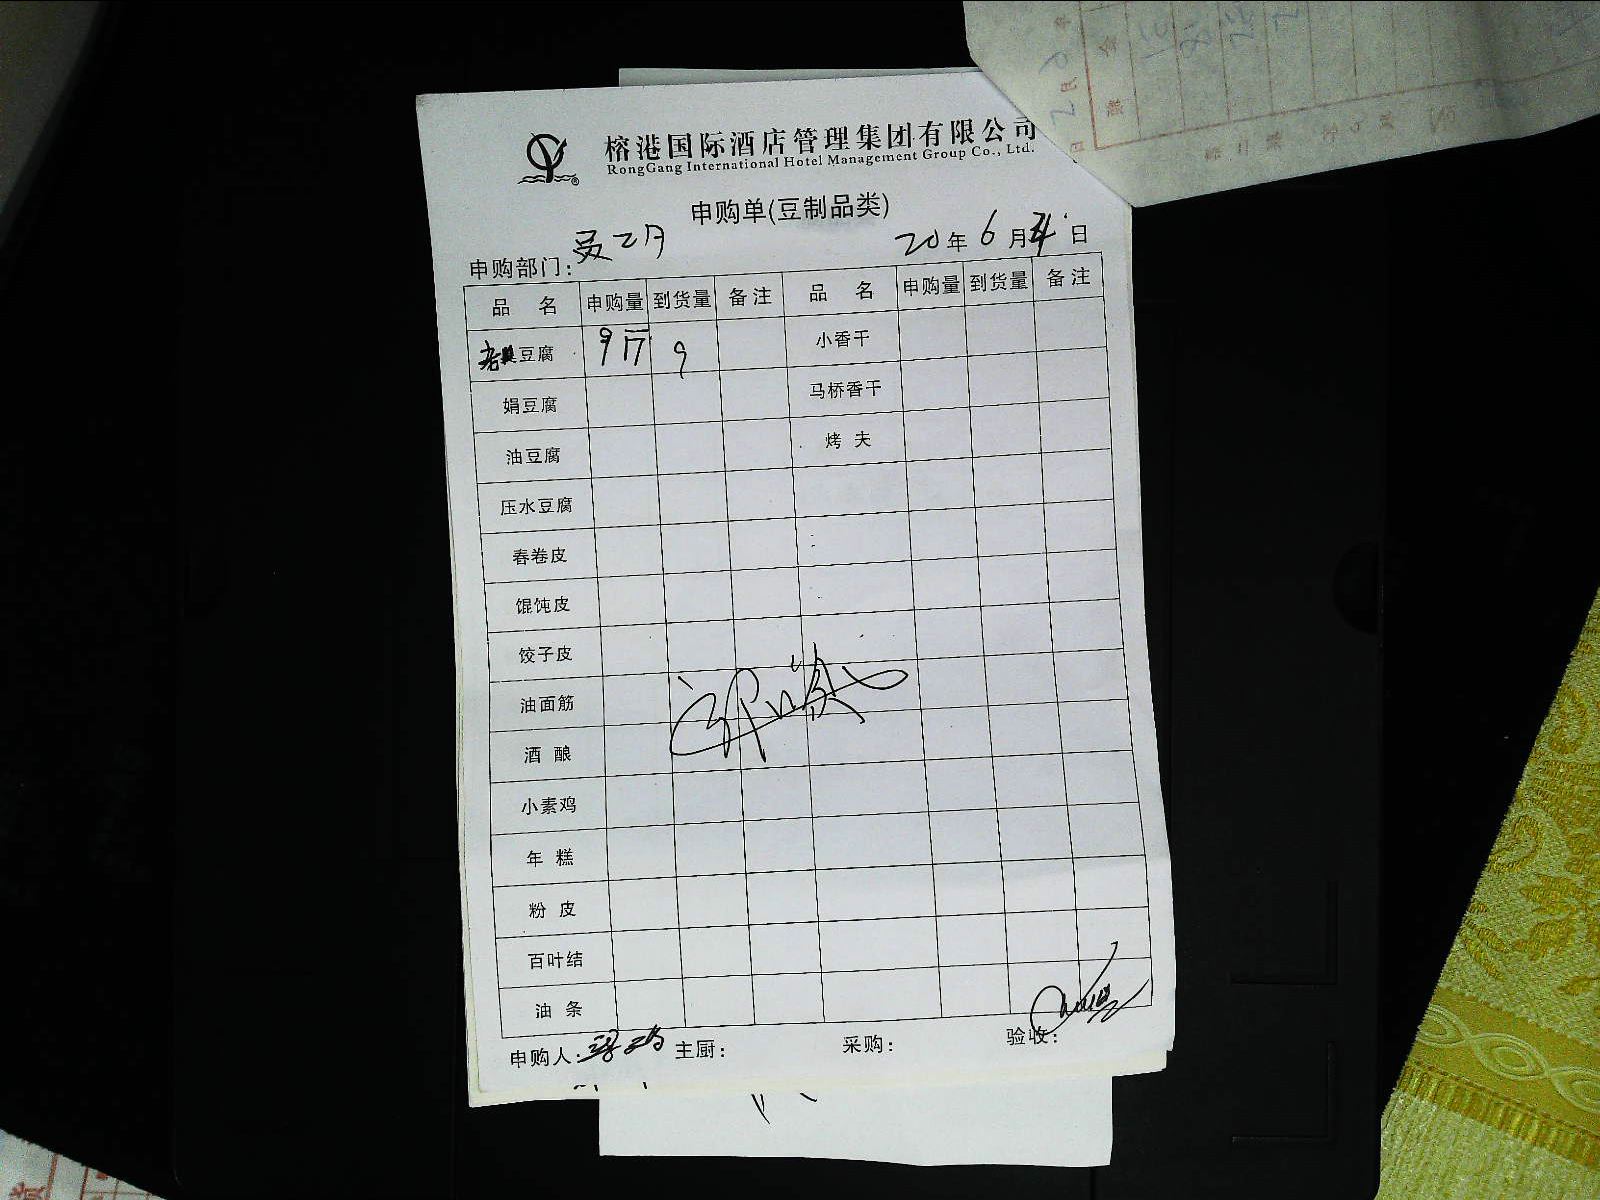 榕港国际酒店管理集团有限公司
RongGang International Hotel Management Group Co., Ltd.
申购单(豆制品类)
申购部门: 20年6月 日
品 名 申购量 到货量 备注 品 名 申购量 到货量 备注
老豆腐 9 9 小香干
娟豆腐 马桥香干
油豆腐 烤 夫
压水豆腐
春卷皮
馄饨皮
饺子皮
油面筋
酒 酿
小素鸡
年 糕
粉 皮
百叶结
油 条
申购人: 主厨: 采购: 验收: